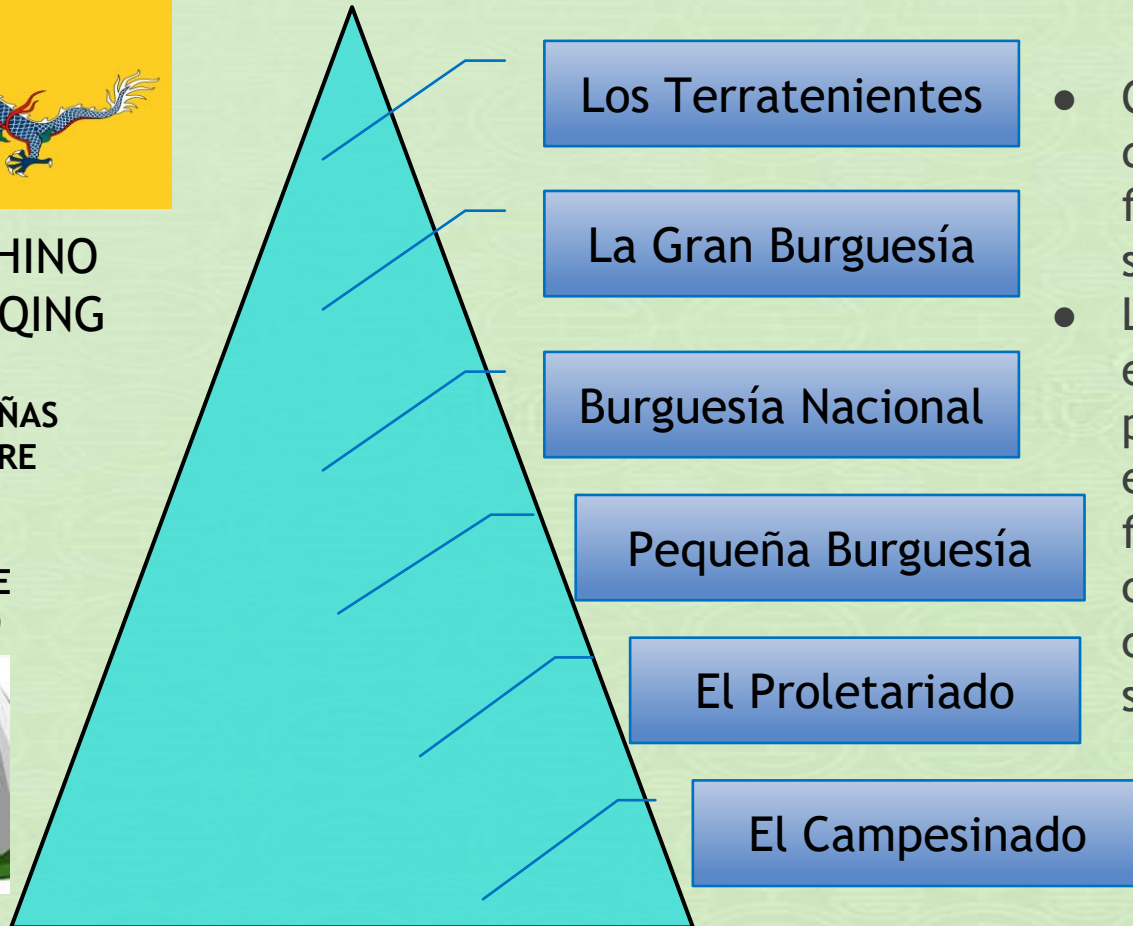 HINO
QING
ÑAS
RE
E
Los Terratenientes
La Gran Burguesía
Burguesía Nacional
Pequeña Burguesía
El Proletariado
El Campesinado